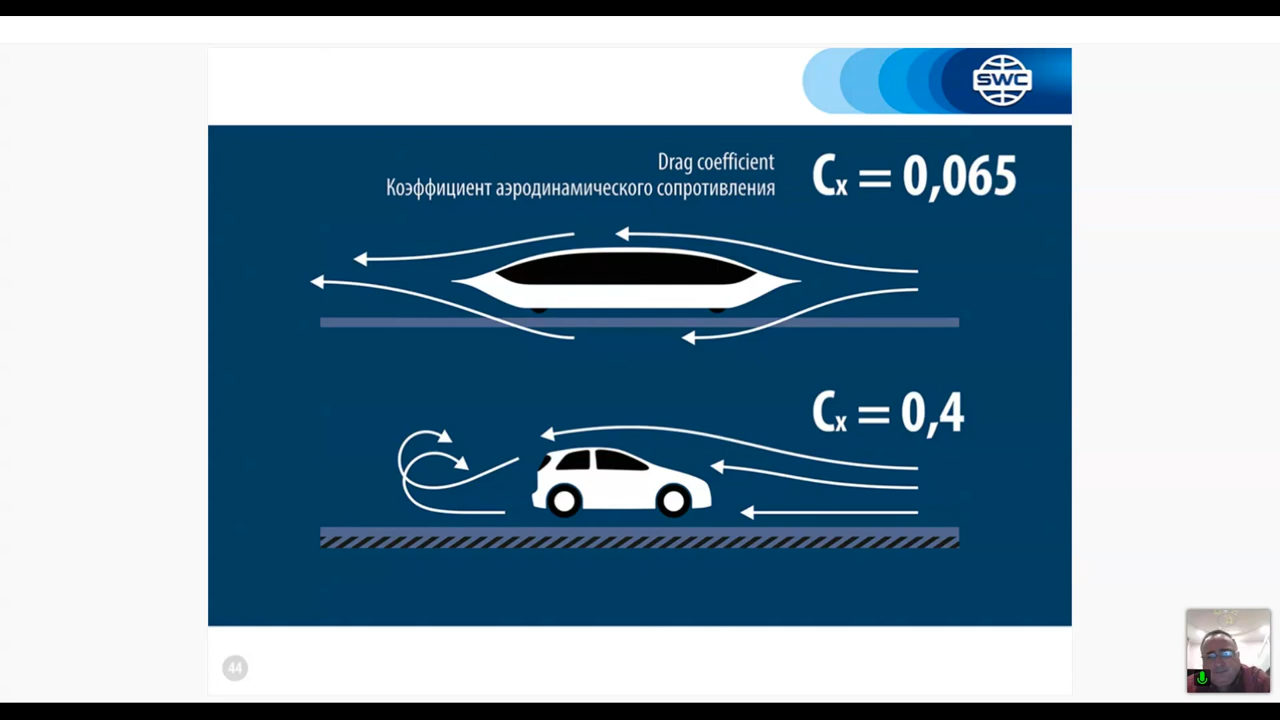 SWC
Drag coefficient
Коэффициент аэродинамического сопротивления
Cx = 0,065
Cx = 0,4
44